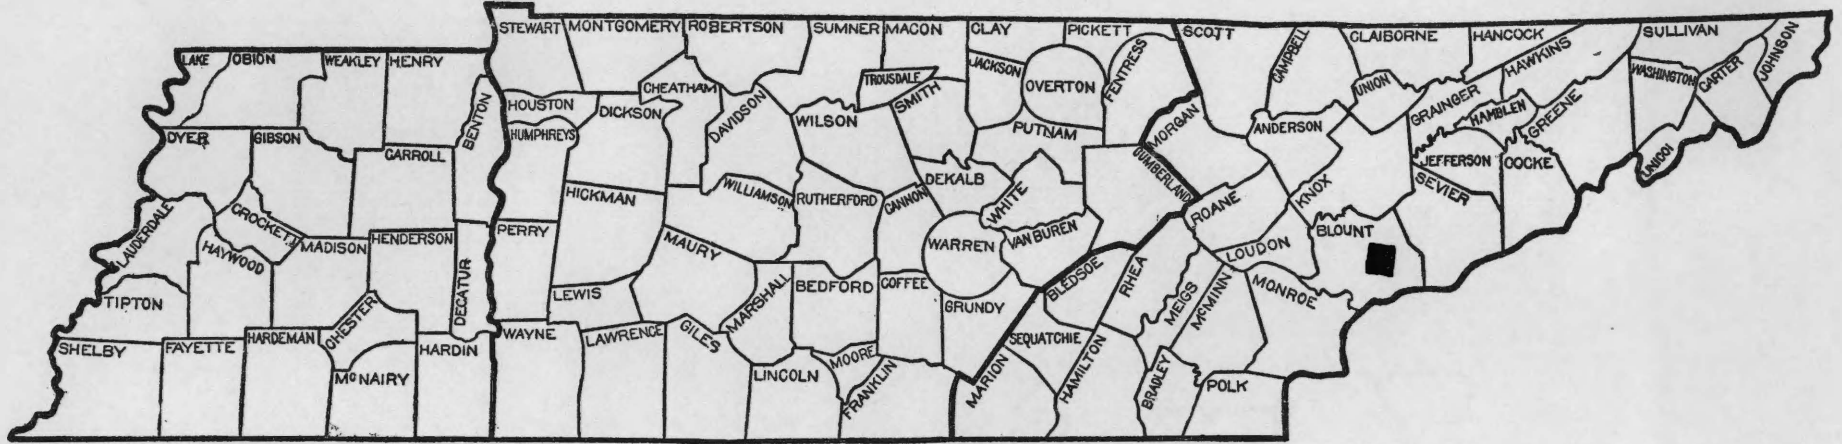 STEWART
MONTGOMERY
ROBERTSON
SUMNER
MACON
CLAY
PICKETT
SCOTT
CAMPBELL
CLAIBORNE
HANCOCK
HAWKINS
SULLIVAN
JOHNSON
LAKE
OBION
WEAKLEY
HENRY
BENTON
HOUSTON
HUMPHREYS
DICKSON
CHEATHAM
DAVIDSON
TROUSDALE
WILSON
SMITH
JACKSON
OVERTON
FENTRESS
MORGAN
ANDERSON
UNION
GRAINGER
HAMBLEN
GREENE
WASHINGTON
CARTER
UNICOI
DYER
GIBSON
CARROLL
HICKMAN
WILLIAMSON
RUTHERFORD
CANNON
DEKALB
PUTNAM
WHITE
CUMBERLAND
ROANE
KNOX
JEFFERSON
COCKE
SEVIER
LAUDERDALE
CROCKETT
HAYWOOD
MADISON
HENDERSON
DECATUR
PERRY
MAURY
WARREN
VAN BUREN
LOUDON
BLOUNT
TIPTON
LEWIS
MARSHALL
BEDFORD
COFFEE
GRUNDY
BLEDSOE
RHEA
MEIGS
McMINN
MONROE
SHELBY
FAYETTE
HARDEMAN
CHESTER
McNAIRY
HARDIN
WAYNE
LAWRENCE
GILES
LINCOLN
MOORE
FRANKLIN
MARION
SEQUATCHIE
HAMILTON
BRADLEY
POLK